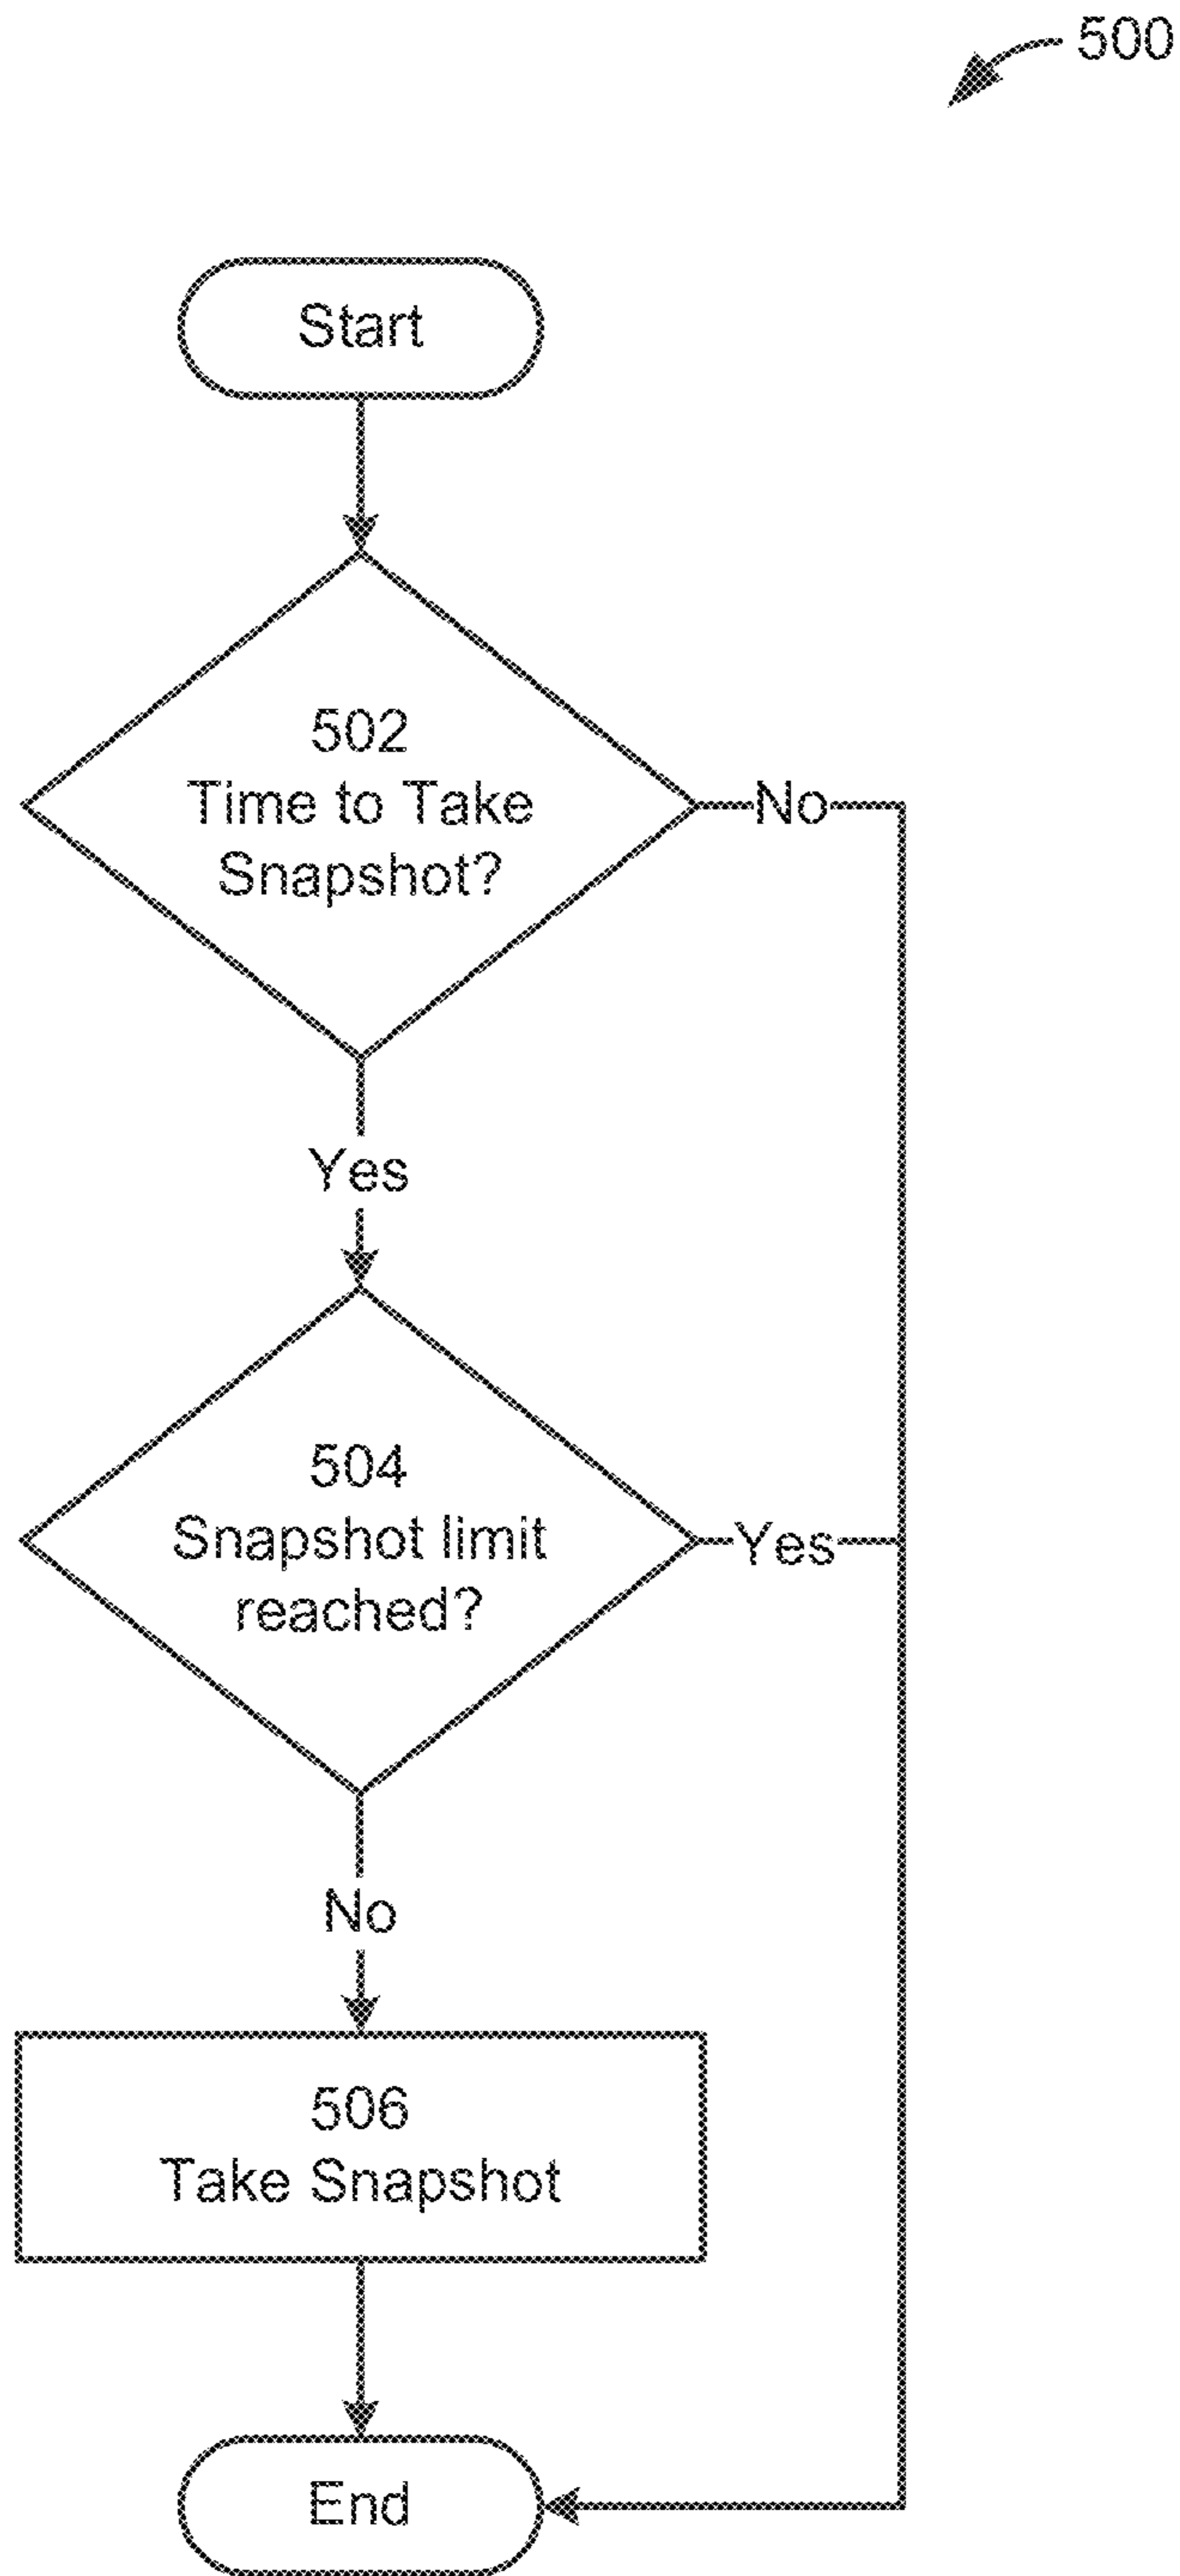 500
Start
502
Time to Take
Snapshot?
No
Yes
504
Snapshot limit
reached?
Yes
No
506
Take Snapshot
End